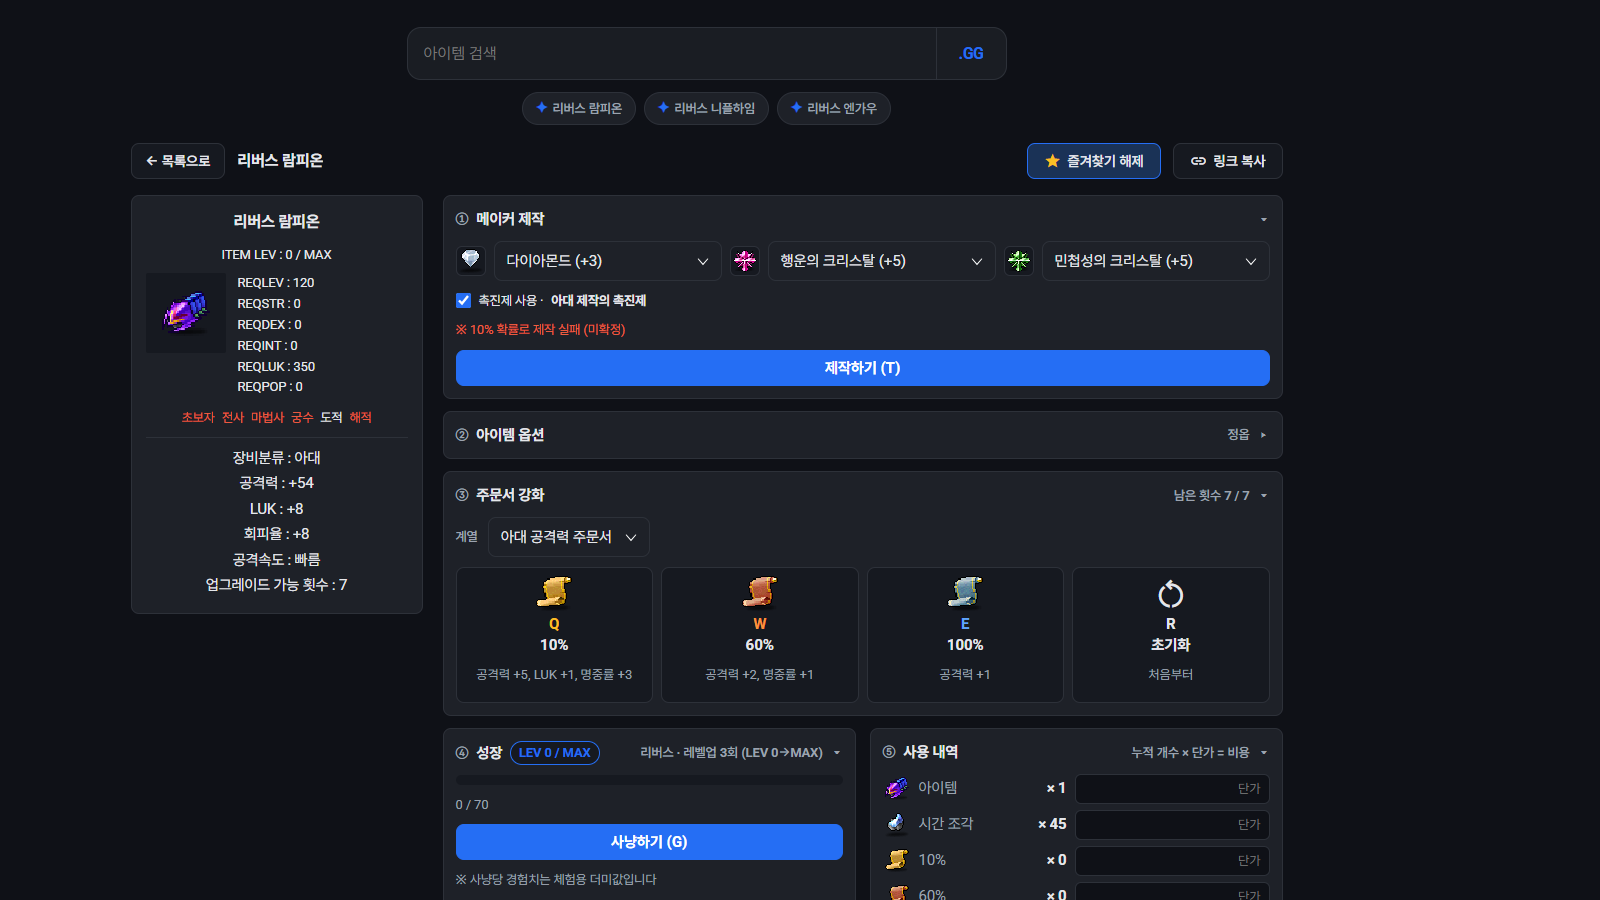 아이템 검색
.GG
리버스 람피온
리버스 니플하임
리버스 엔가우
← 목록으로
리버스 람피온
즐겨찾기 해제
링크 복사
리버스 람피온
ITEM LEV : 0 / MAX
REQLEV : 120
REQSTR : 0
REQDEX : 0
REQINT : 0
REQLUK : 350
REQPOP : 0
초보자 전사 마법사 궁수 도적 해적
장비분류 : 아대
공격력 : +54
LUK : +8
회피율 : +8
공격속도 : 빠름
업그레이드 가능 횟수 : 7
① 메이커 제작
다이아몬드 (+3)
행운의 크리스탈 (+5)
민첩성의 크리스탈 (+5)
촉진제 사용 · 아대 제작의 촉진제
※ 10% 확률로 제작 실패 (미확정)
제작하기 (T)
② 아이템 옵션
정옵
③ 주문서 강화
남은 횟수 7 / 7
계열
아대 공격력 주문서
Q
10%
공격력 +5, LUK +1, 명중률 +3
W
60%
공격력 +2, 명중률 +1
E
100%
공격력 +1
R
초기화
처음부터
④ 성장
LEV 0 / MAX
리버스 · 레벨업 3회 (LEV 0→MAX)
0 / 70
사냥하기 (G)
※ 사냥당 경험치는 체험용 더미값입니다
⑤ 사용 내역
누적 개수 × 단가 = 비용
아이템 × 1 단가
시간 조각 × 45 단가
10% × 0 단가
60% × 0 단가